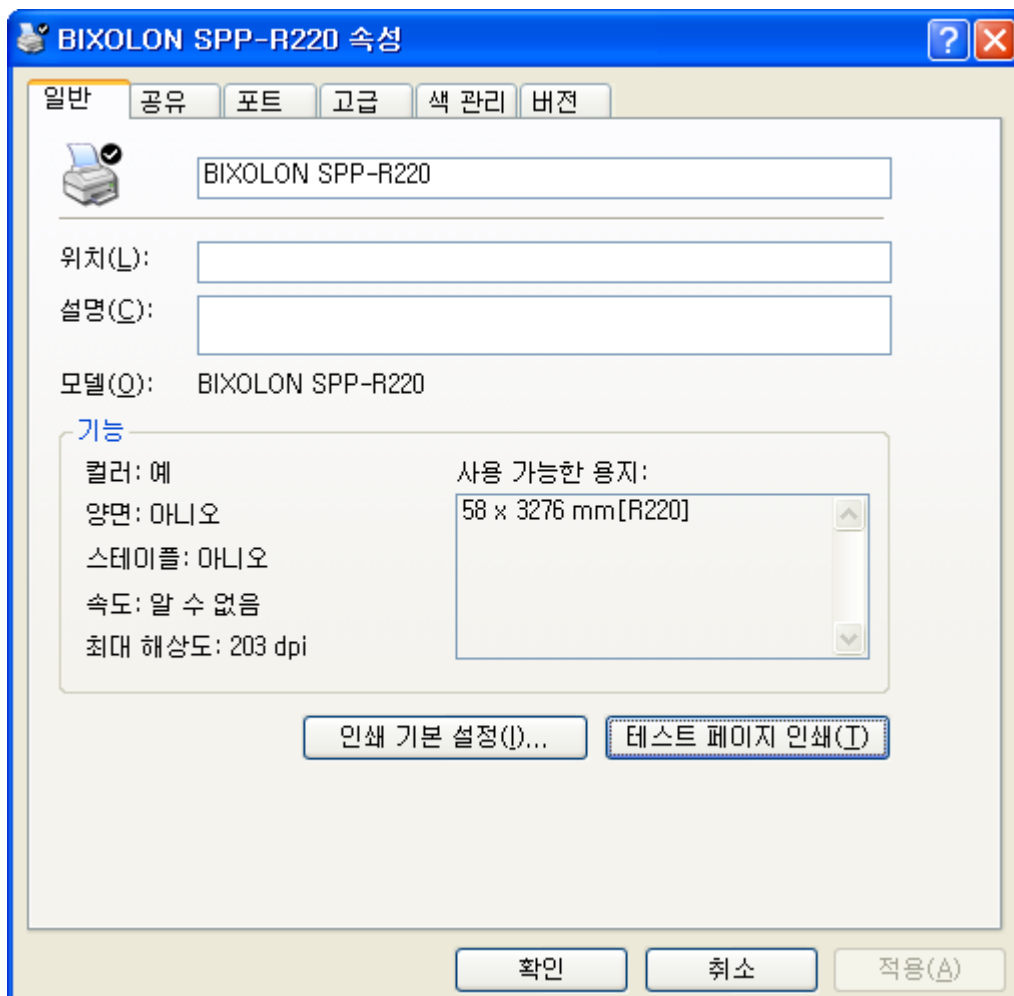 BIXOLON SPP-R220 속성
일반 공유 포트 고급 색 관리 버전
BIXOLON SPP-R220
위치(L):
설명(C):
모델(O): BIXOLON SPP-R220
기능
컬러: 예 사용 가능한 용지:
양면: 아니오 58 x 3276 mm[R220]
스테이플: 아니오
속도: 알 수 없음
최대 해상도: 203 dpi
인쇄 기본 설정(I)... 테스트 페이지 인쇄(T)
확인 취소 적용(A)